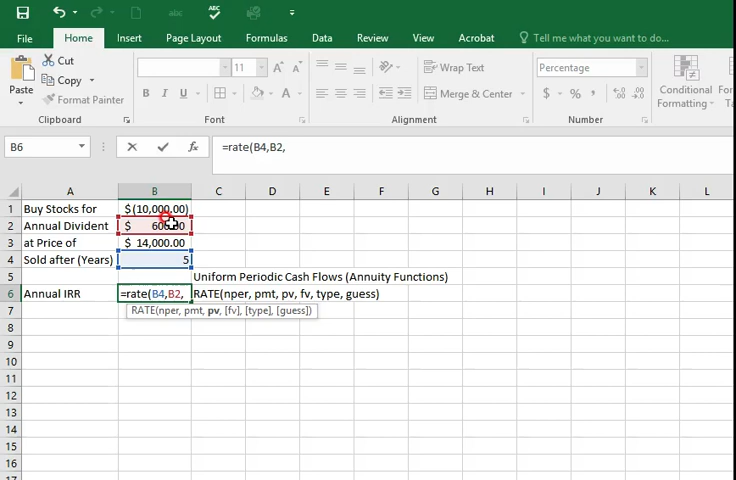 File Home Insert Page Layout Formulas Data Review View Acrobat Tell me what you want to do...
Paste
Cut
Copy
Format Painter
Clipboard
11 A A
B I U A
Font
Wrap Text
Merge & Center
Alignment
Percentage
$ % ,
Number
Conditional
Formatting
B6 =rate(B4,B2,
A B C D E F G H I J K L
1 Buy Stocks for $(10,000.00)
2 Annual Divident $
3 at Price of $ 14,000.00
4 Sold after (Years) 5
5 Uniform Periodic Cash Flows (Annuity Functions)
6 Annual IRR =rate(B4,B2, RATE(nper, pmt, pv, fv, type, guess)
7 RATE(nper, pmt, pv, [fv], [type], [guess])
8
9
10
11
12
13
14
15
16
17